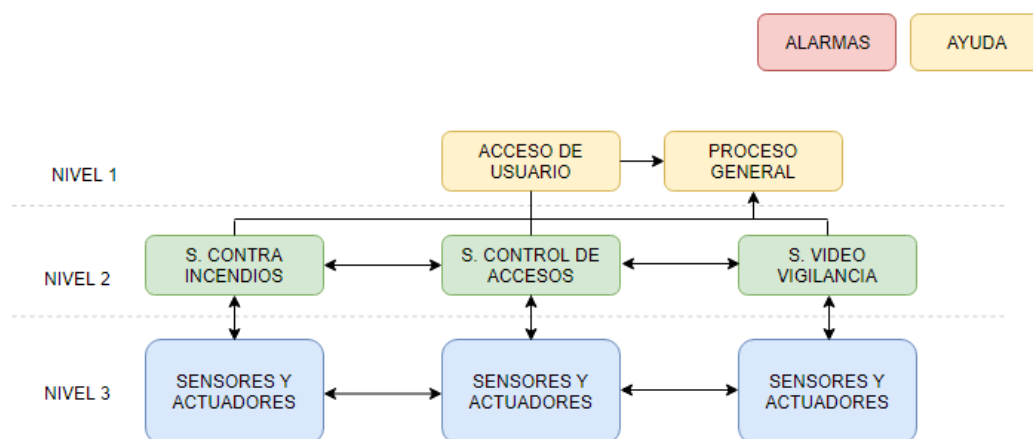 ALARMAS
AYUDA
NIVEL 1
ACCESO DE
USUARIO
PROCESO
GENERAL
NIVEL 2
S. CONTRA
INCENDIOS
S. CONTROL DE
ACCESOS
S. VIDEO
VIGILANCIA
NIVEL 3
SENSORES Y
ACTUADORES
SENSORES Y
ACTUADORES
SENSORES Y
ACTUADORES